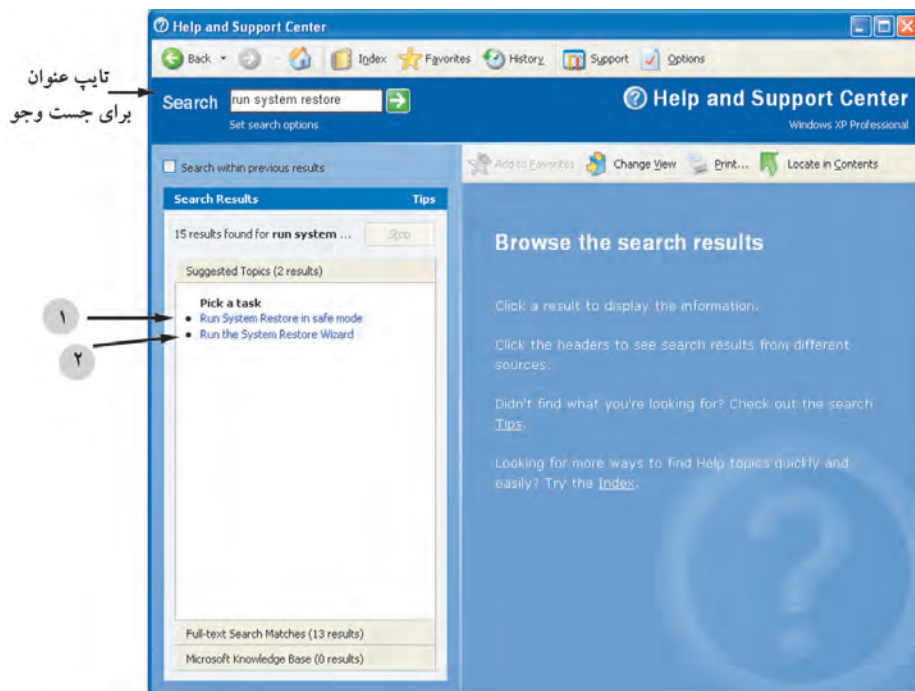 Help and Support Center
Back Index Favorites History Support Options
تایپ عنوان
برای جست وجو
Search run system restore
Set search options
Help and Support Center
Windows XP Professional
Search within previous results
Add to Favorites Change View Print... Locate in Contents
Search Results Tips
15 results found for run system ... Stop
Suggested Topics (2 results)
Pick a task
۱
• Run System Restore in safe mode
۲
• Run the System Restore Wizard
Full-text Search Matches (13 results)
Microsoft Knowledge Base (0 results)
Browse the search results
Click a result to display the information.
Click the headers to see search results from different
sources.
Didn't find what you're looking for? Check out the search
Tips.
Looking for more ways to find Help topics quickly and
easily? Try the Index.